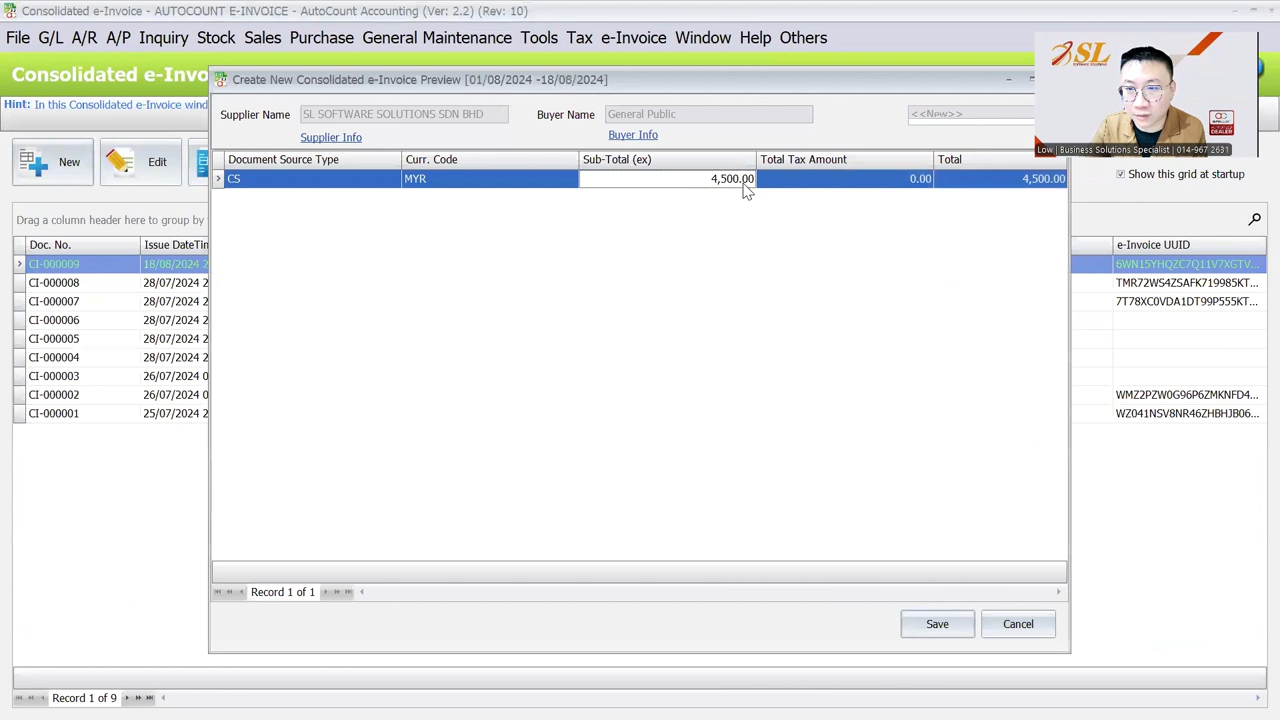 Consolidated e-Invoice - AUTOCOUNT E-INVOICE - AutoCount Accounting (Ver: 2.2) (Rev: 10)
File G/L A/R A/P Inquiry Stock Sales Purchase General Maintenance Tools Tax e-Invoice Window Help Others
Consolidated e-Invo
Hint: In this Consolidated e-Invoice wind
New
Edit
Create New Consolidated e-Invoice Preview [01/08/2024 -18/08/2024]
Supplier Name SL SOFTWARE SOLUTIONS SDN BHD Buyer Name General Public <<New>>
Supplier Info Buyer Info
Document Source Type Curr. Code Sub-Total (ex) Total Tax Amount Total
CS MYR 4,500.00 0.00 4,500.00
SL
DEALER
Low | Business Solutions Specialist | 014-967 2631
Show this grid at startup
Drag a column header here to group by
Doc. No. Issue DateTin e-Invoice UUID
CI-000009 18/08/2024 2 6WN15YHQZC7Q11V7XGTV...
CI-000008 28/07/2024 2 TMR72WS4ZSAFK719985KT...
CI-000007 28/07/2024 2 7T78XC0VDA1DT99P555KT...
CI-000006 28/07/2024 2
CI-000005 28/07/2024 2
CI-000004 28/07/2024 2
CI-000003 26/07/2024 0
CI-000002 26/07/2024 0 WMZ2PZW0G96P6ZMKNFD4...
CI-000001 25/07/2024 2 WZ041NSV8NR46ZHBHJB06...
Record 1 of 1
Save Cancel
Record 1 of 9